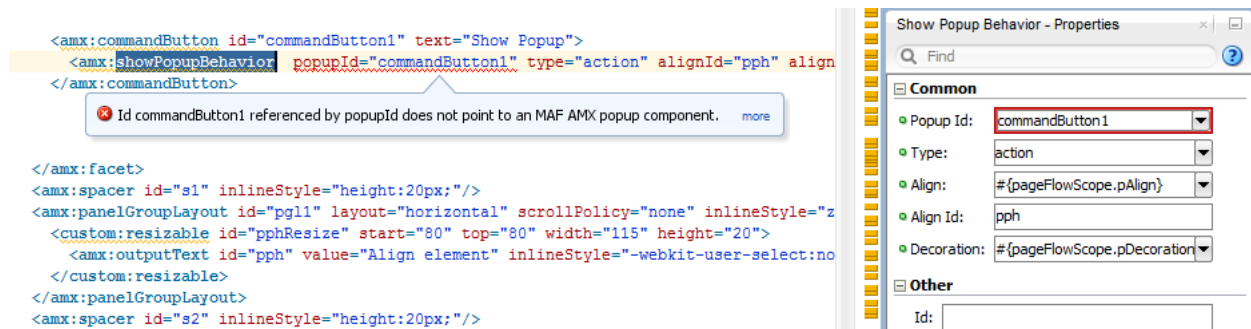 <amx:commandButton id="commandButton1" text="Show Popup">
<amx:showPopupBehavior popupId="commandButton1" type="action" alignId="pph" align
</amx:commandButton>
Id commandButton1 referenced by popupId does not point to an MAF AMX popup component. more
</amx:facet>
<amx:spacer id="s1" inlineStyle="height:20px;"/>
<amx:panelGroupLayout id="pgl1" layout="horizontal" scrollPolicy="none" inlineStyle="z
<custom:resizable id="pphResize" start="80" top="80" width="115" height="20">
<amx:outputText id="pph" value="Align element" inlineStyle="-webkit-user-select:no
</custom:resizable>
</amx:panelGroupLayout>
<amx:spacer id="s2" inlineStyle="height:20px;"/>
Show Popup Behavior - Properties
Find
Common
Popup Id: commandButton1
Type: action
Align: #{pageFlowScope.pAlign}
Align Id: pph
Decoration: #{pageFlowScope.pDecoration
Other
Id: